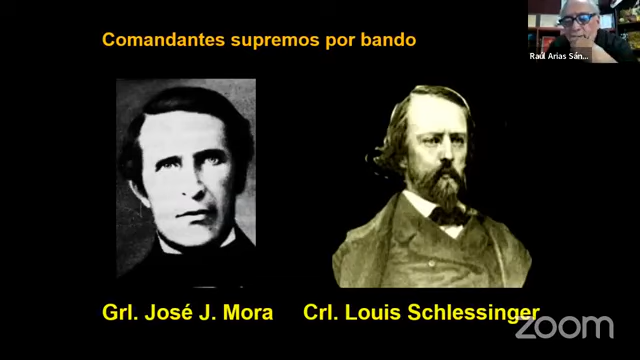 Comandantes supremos por bando
Raúl Arias Sán...
Grl. José J. Mora
Crl. Louis Schlessinger
zoom